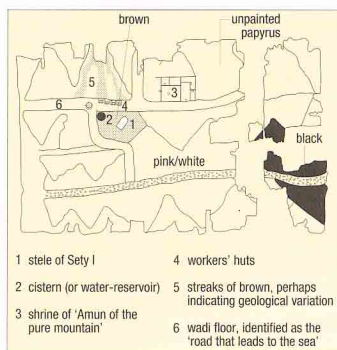 brown
unpainted
papyrus
5
6
4
3
2
1
black
pink/white
1 stele of Sety I
2 cistern (or water-reservoir)
3 shrine of 'Amun of the
pure mountain'
4 workers' huts
5 streaks of brown, perhaps
indicating geological variation
6 wadi floor, identified as the
'road that leads to the sea'